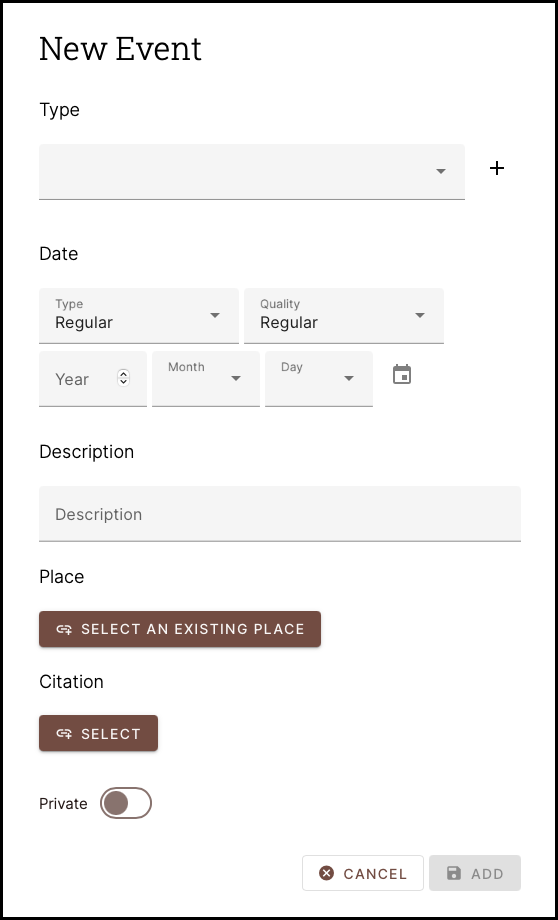 New Event
Type
Date
Type
Regular
Quality
Regular
Year
Month
Day
Description
Description
Place
SELECT AN EXISTING PLACE
Citation
SELECT
Private
CANCEL
ADD